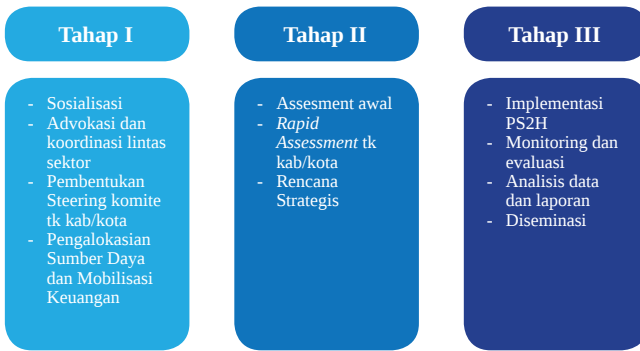 Tahap I
- Sosialisasi
- Advokasi dan
koordinasi lintas
sektor
- Pembentukan
Steering komite
tk kab/kota
- Pengalokasian
Sumber Daya
dan Mobilisasi
Keuangan
Tahap II
- Assesment awal
- Rapid
Assessment tk
kab/kota
- Rencana
Strategis
Tahap III
- Implementasi
PS2H
- Monitoring dan
evaluasi
- Analisis data
dan laporan
- Diseminasi